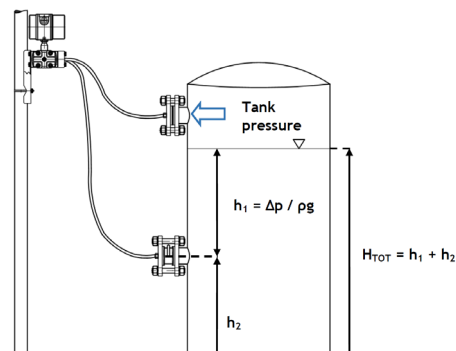 Tank
pressure
h₁ = Δp / ρg
H_TOT = h₁ + h₂
h₂